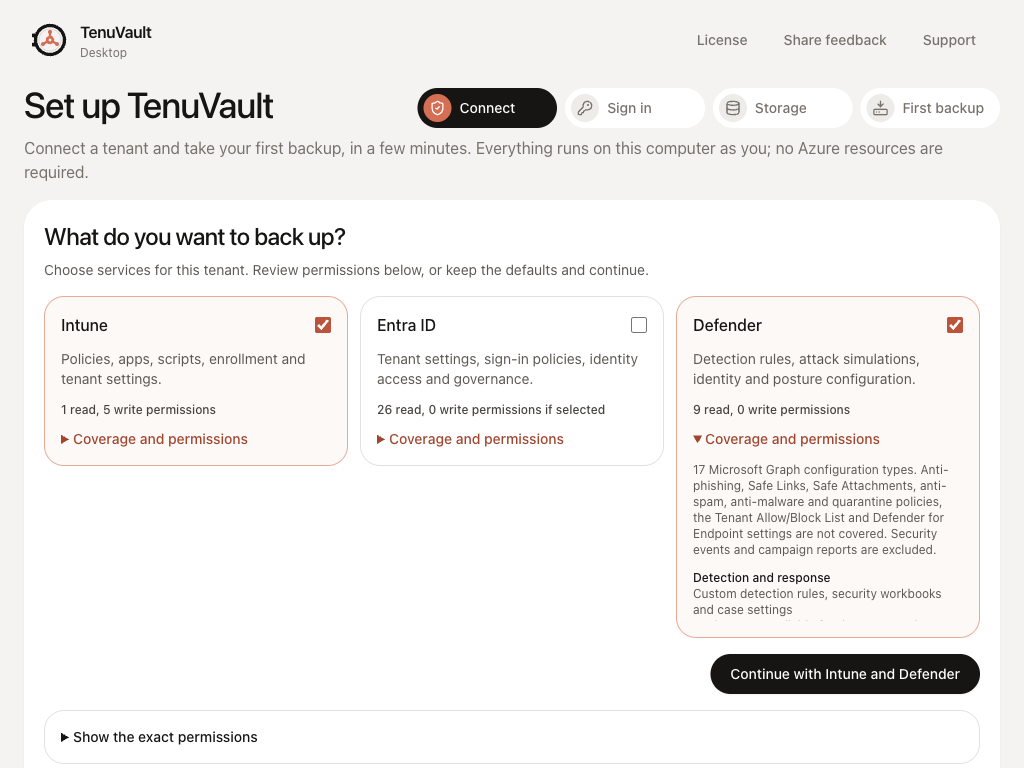 TenuVault
Desktop
License
Share feedback
Support
Set up TenuVault
Connect
Sign in
Storage
First backup
Connect a tenant and take your first backup, in a few minutes. Everything runs on this computer as you; no Azure resources are
required.
What do you want to back up?
Choose services for this tenant. Review permissions below, or keep the defaults and continue.
Intune
Policies, apps, scripts, enrollment and
tenant settings.
1 read, 5 write permissions
Coverage and permissions
Entra ID
Tenant settings, sign-in policies, identity
access and governance.
26 read, 0 write permissions if selected
Coverage and permissions
Defender
Detection rules, attack simulations,
identity and posture configuration.
9 read, 0 write permissions
Coverage and permissions
17 Microsoft Graph configuration types. Anti-
phishing, Safe Links, Safe Attachments, anti-
spam, anti-malware and quarantine policies,
the Tenant Allow/Block List and Defender for
Endpoint settings are not covered. Security
events and campaign reports are excluded.
Detection and response
Custom detection rules, security workbooks
and case settings
Continue with Intune and Defender
Show the exact permissions